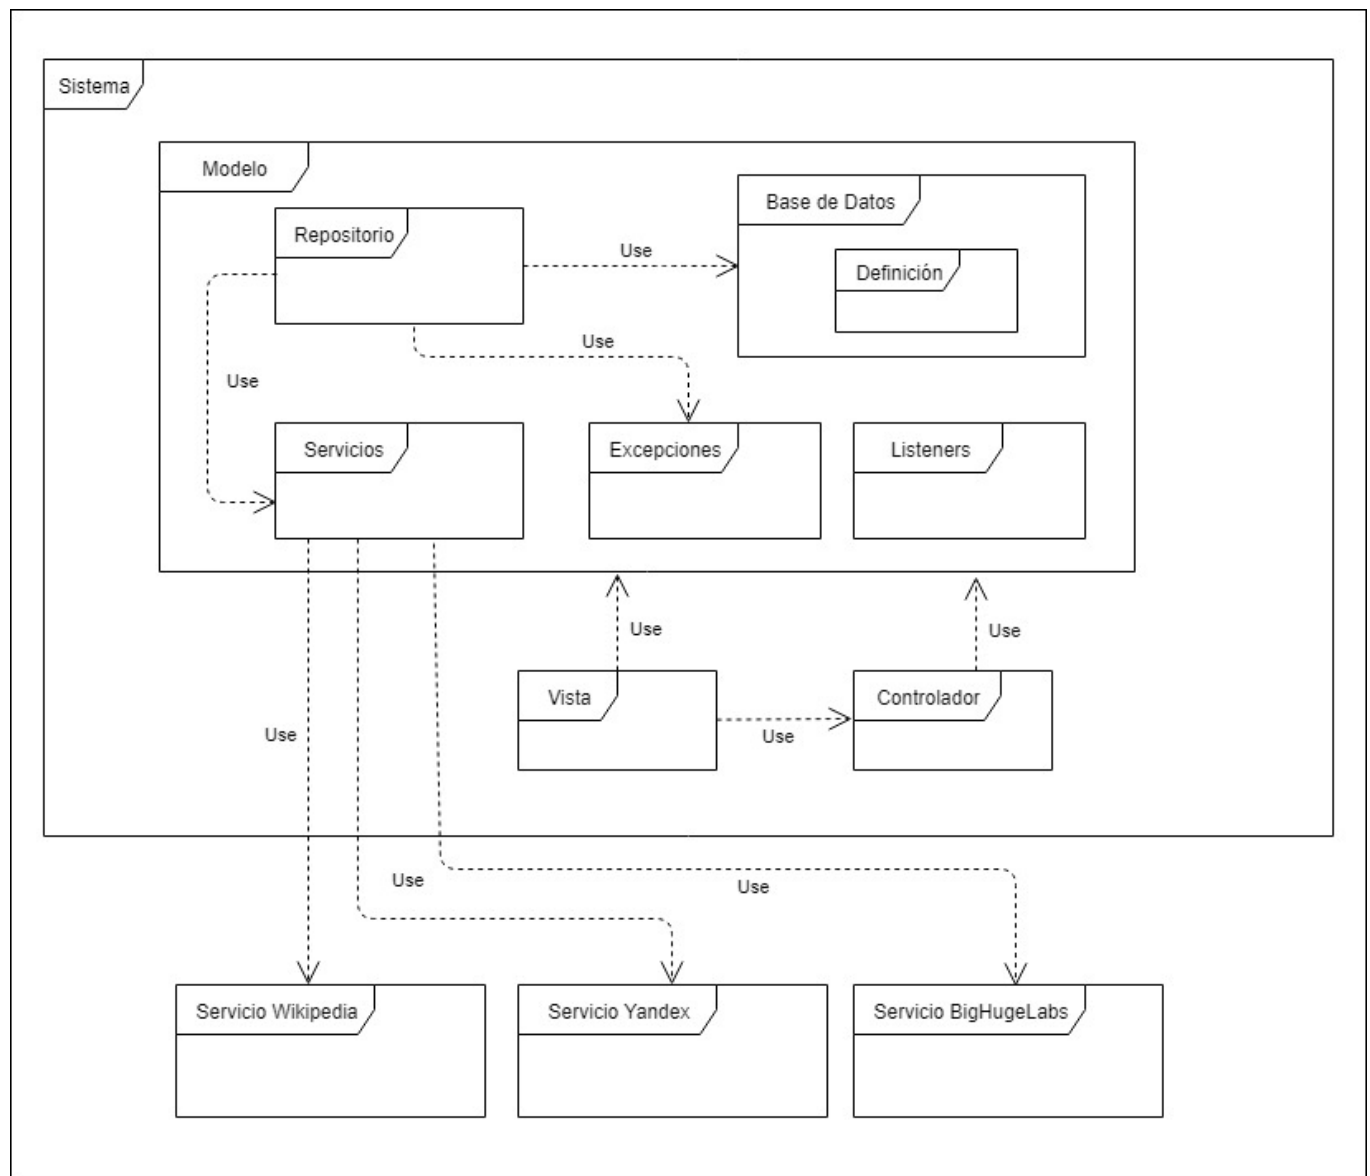 Sistema
Modelo
Base de Datos
Repositorio
Use
Definición
Use
Use
Servicios
Excepciones
Listeners
Use
Use
Vista
Controlador
Use
Use
Use
Use
Servicio Wikipedia
Servicio Yandex
Servicio BigHugeLabs